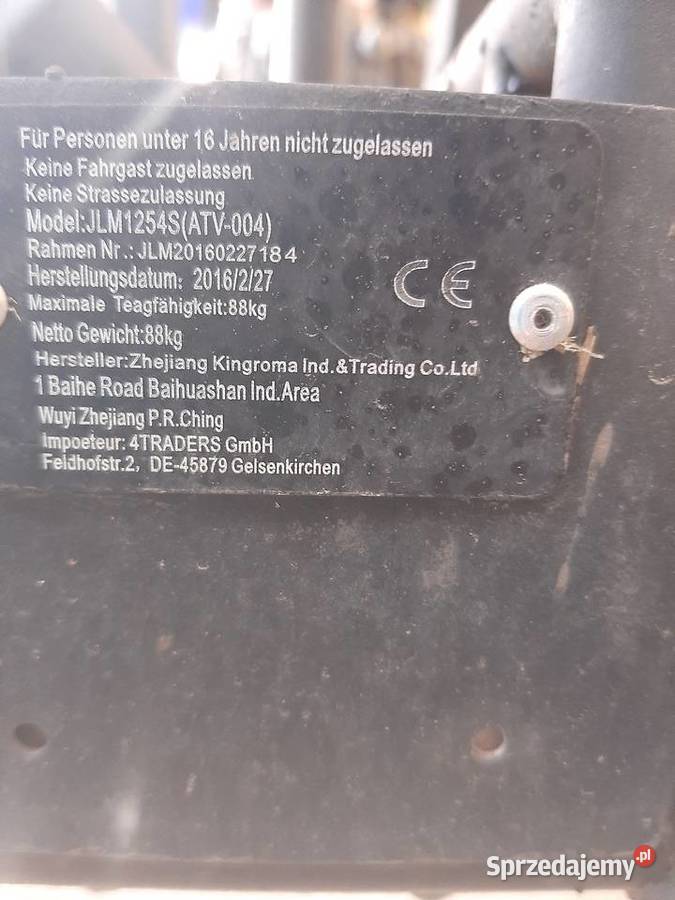 Für Personen unter 16 Jahren nicht zugelassen
Keine Fahrgast zugelassen
Keine Strassezulassung
Model:JLM1254S(ATV-004)
Rahmen Nr.: JLM20160227184
Herstellungsdatum: 2016/2/27
Maximale Teagfähigkeit:88kg
Netto Gewicht:88kg
Hersteller:Zhejiang Kingroma Ind.&Trading Co.Ltd
1 Baihe Road Baihuashan Ind.Area
Wuyi Zhejiang P.R.Ching
Impoeteur: 4TRADERS GmbH
Feldhofstr.2, DE-45879 Gelsenkirchen
CE
Sprzedajemy.pl